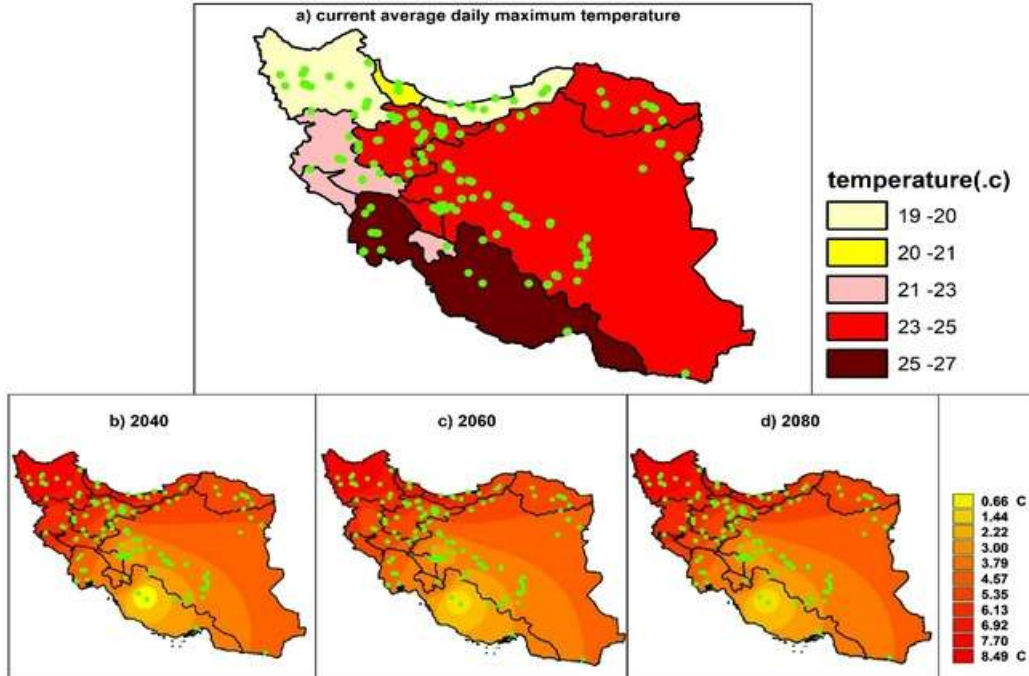 a) current average daily maximum temperature
temperature(.c)
19 -20
20 -21
21 -23
23 -25
25 -27
b) 2040
c) 2060
d) 2080
0.66 C
1.44
2.22
3.00
3.79
4.57
5.35
6.13
6.92
7.70
8.49 C